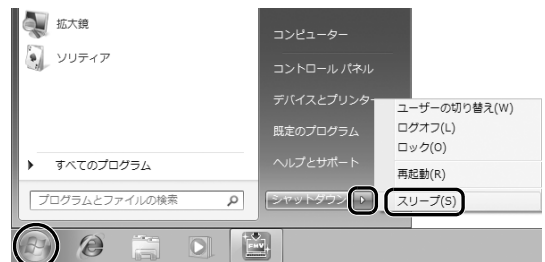 拡大鏡
ソリティア
すべてのプログラム
プログラムとファイルの検索
コンピューター
コントロール パネル
デバイスとプリンター
既定のプログラム
ヘルプとサポート
シャットダウン
ユーザーの切り替え(W)
ログオフ(L)
ロック(O)
再起動(R)
スリープ(S)
FMV